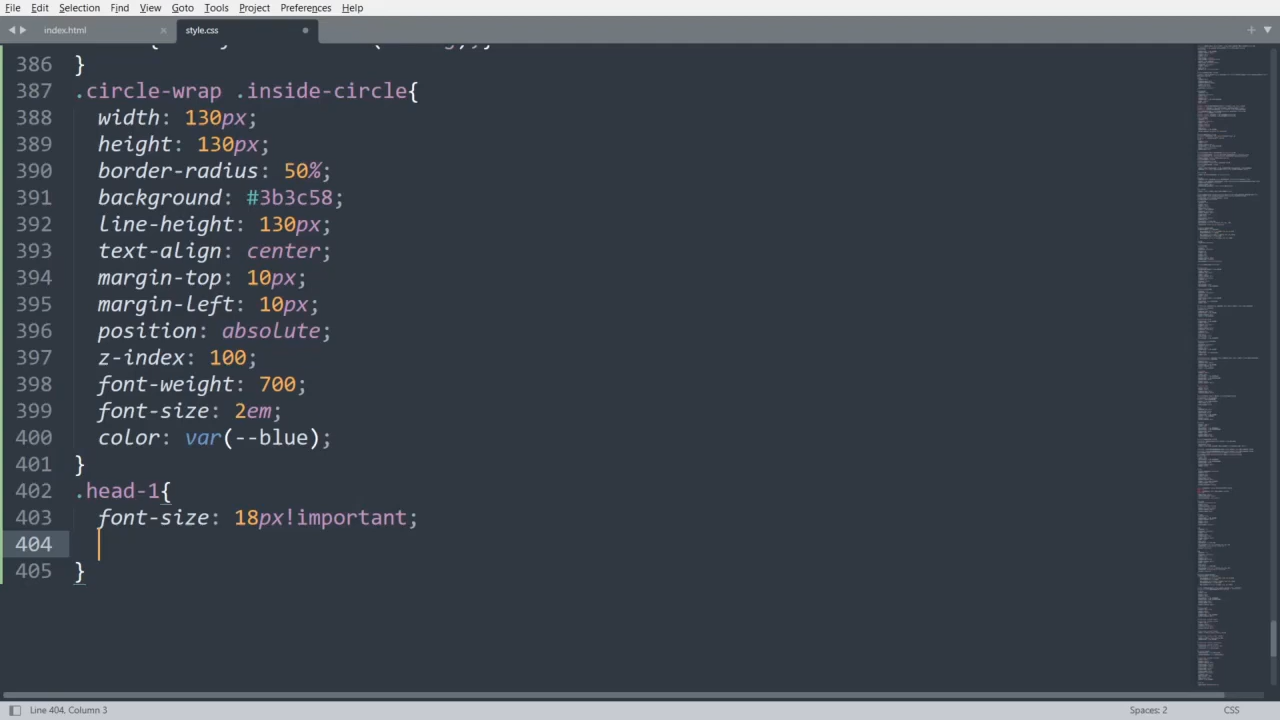 File Edit Selection Find View Goto Tools Project Preferences Help
index.html style.css
386 }
387 .circle-wrap .inside-circle{
388 width: 130px;
389 height: 130px;
390 border-radius: 50%;
391 background: #3b3c58;
392 line-height: 130px;
393 text-align: center;
394 margin-top: 10px;
395 margin-left: 10px;
396 position: absolute;
397 z-index: 100;
398 font-weight: 700;
399 font-size: 2em;
400 color: var(--blue);
401 }
402 .head-1{
403 font-size: 18px!important;
404
405 }
Line 404, Column 3 Spaces: 2 CSS